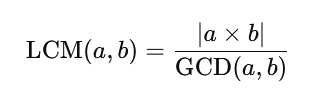 LCM(a, b) = |a × b| / GCD(a, b)